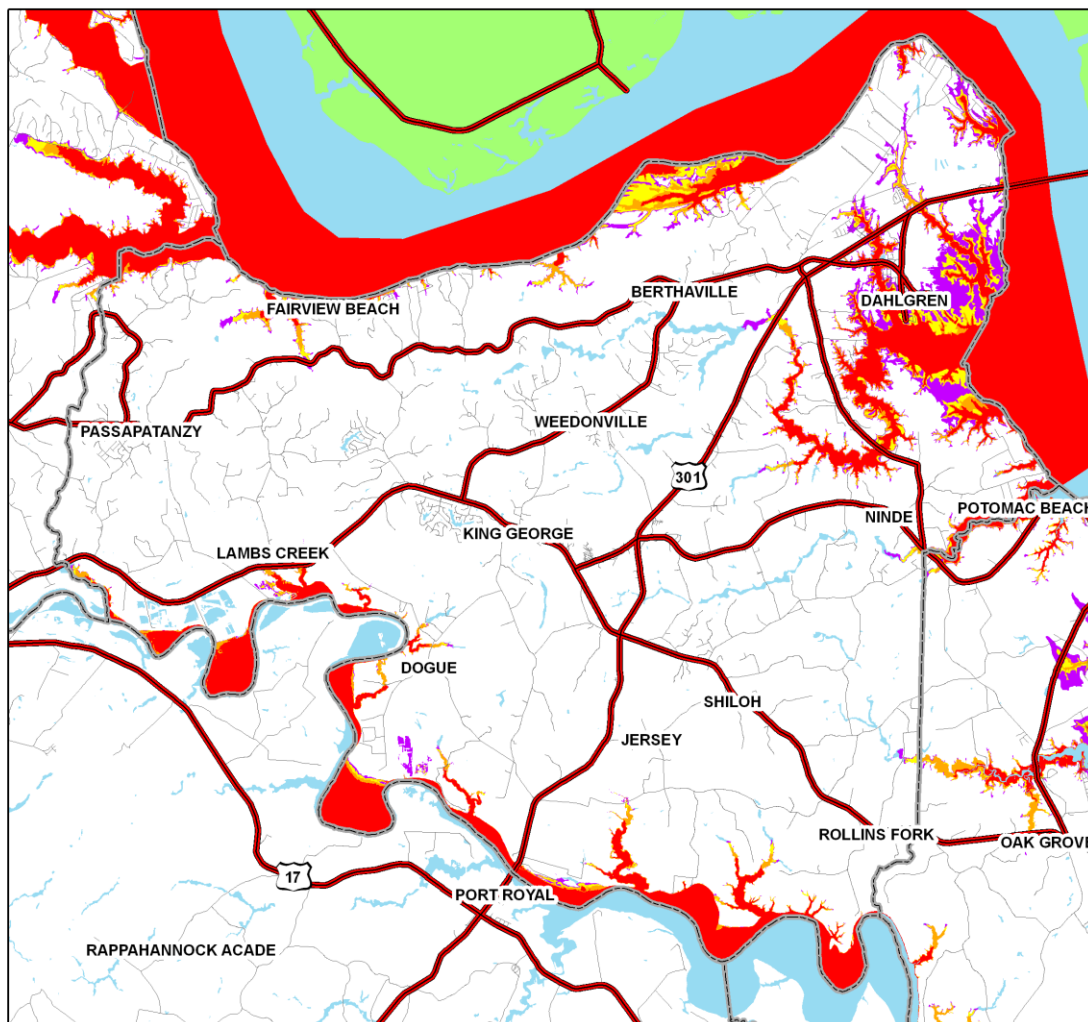 BERTHAVILLE
DAHLGREN
FAIRVIEW BEACH
PASSAPATANZY
WEEDONVILLE
301
POTOMAC BEACH
NINDE
KING GEORGE
LAMBS CREEK
DOGUE
SHILOH
JERSEY
ROLLINS FORK
OAK GROVE
17
PORT ROYAL
RAPPAHANNOCK ACADE